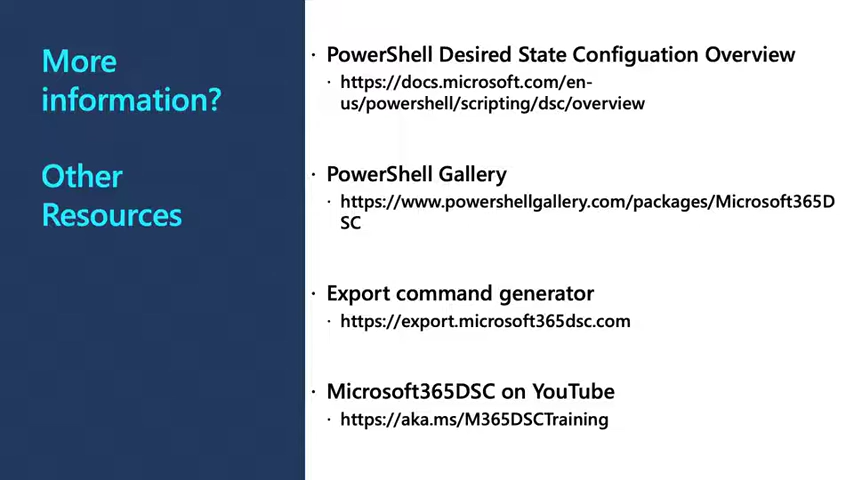 More
information?
Other
Resources
· PowerShell Desired State Configuation Overview
· https://docs.microsoft.com/en-
us/powershell/scripting/dsc/overview
· PowerShell Gallery
· https://www.powershellgallery.com/packages/Microsoft365D
SC
· Export command generator
· https://export.microsoft365dsc.com
· Microsoft365DSC on YouTube
· https://aka.ms/M365DSCTraining